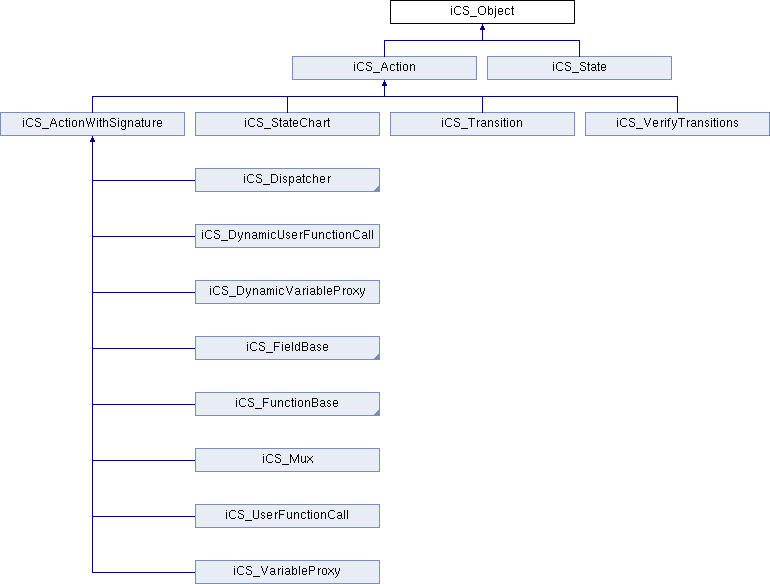 iCS_Object
iCS_Action
iCS_State
iCS_ActionWithSignature
iCS_StateChart
iCS_Transition
iCS_VerifyTransitions
iCS_Dispatcher
iCS_DynamicUserFunctionCall
iCS_DynamicVariableProxy
iCS_FieldBase
iCS_FunctionBase
iCS_Mux
iCS_UserFunctionCall
iCS_VariableProxy